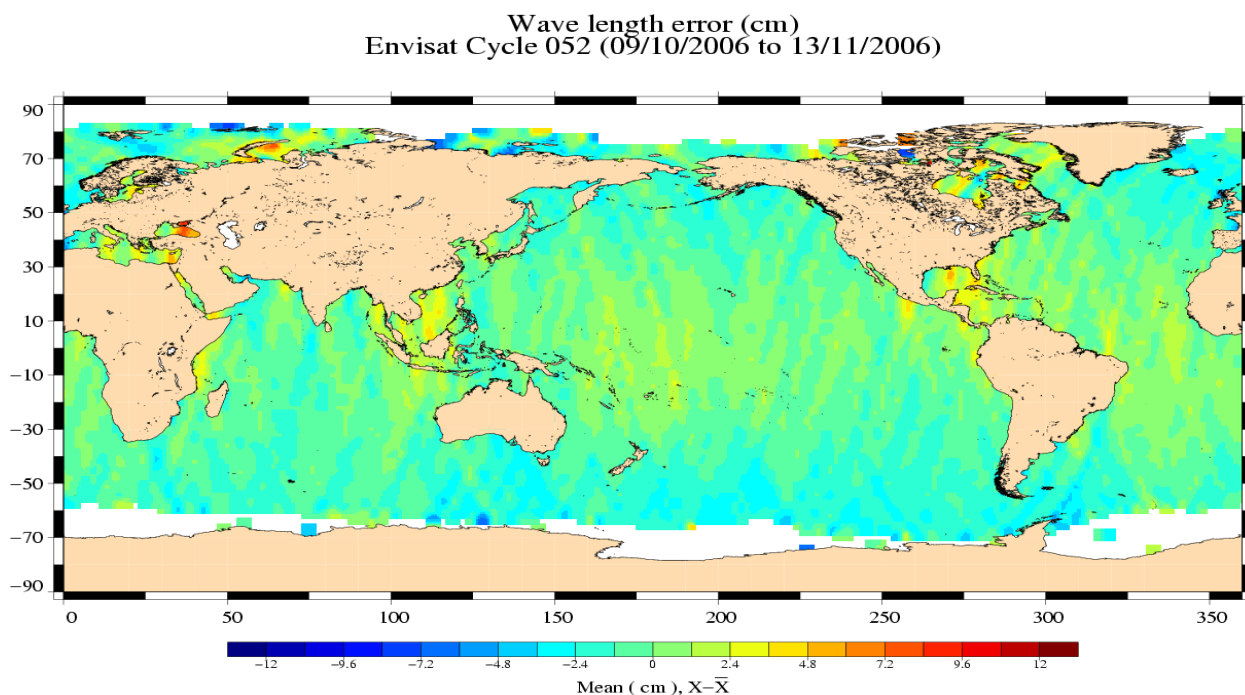 Wave length error (cm)
Envisat Cycle 052 (09/10/2006 to 13/11/2006)
90
70
50
30
10
−10
−30
−50
−70
−90
0 50 100 150 200 250 300 350
−12 −9.6 −7.2 −4.8 −2.4 0 2.4 4.8 7.2 9.6 12
Mean ( cm ), X−X̅